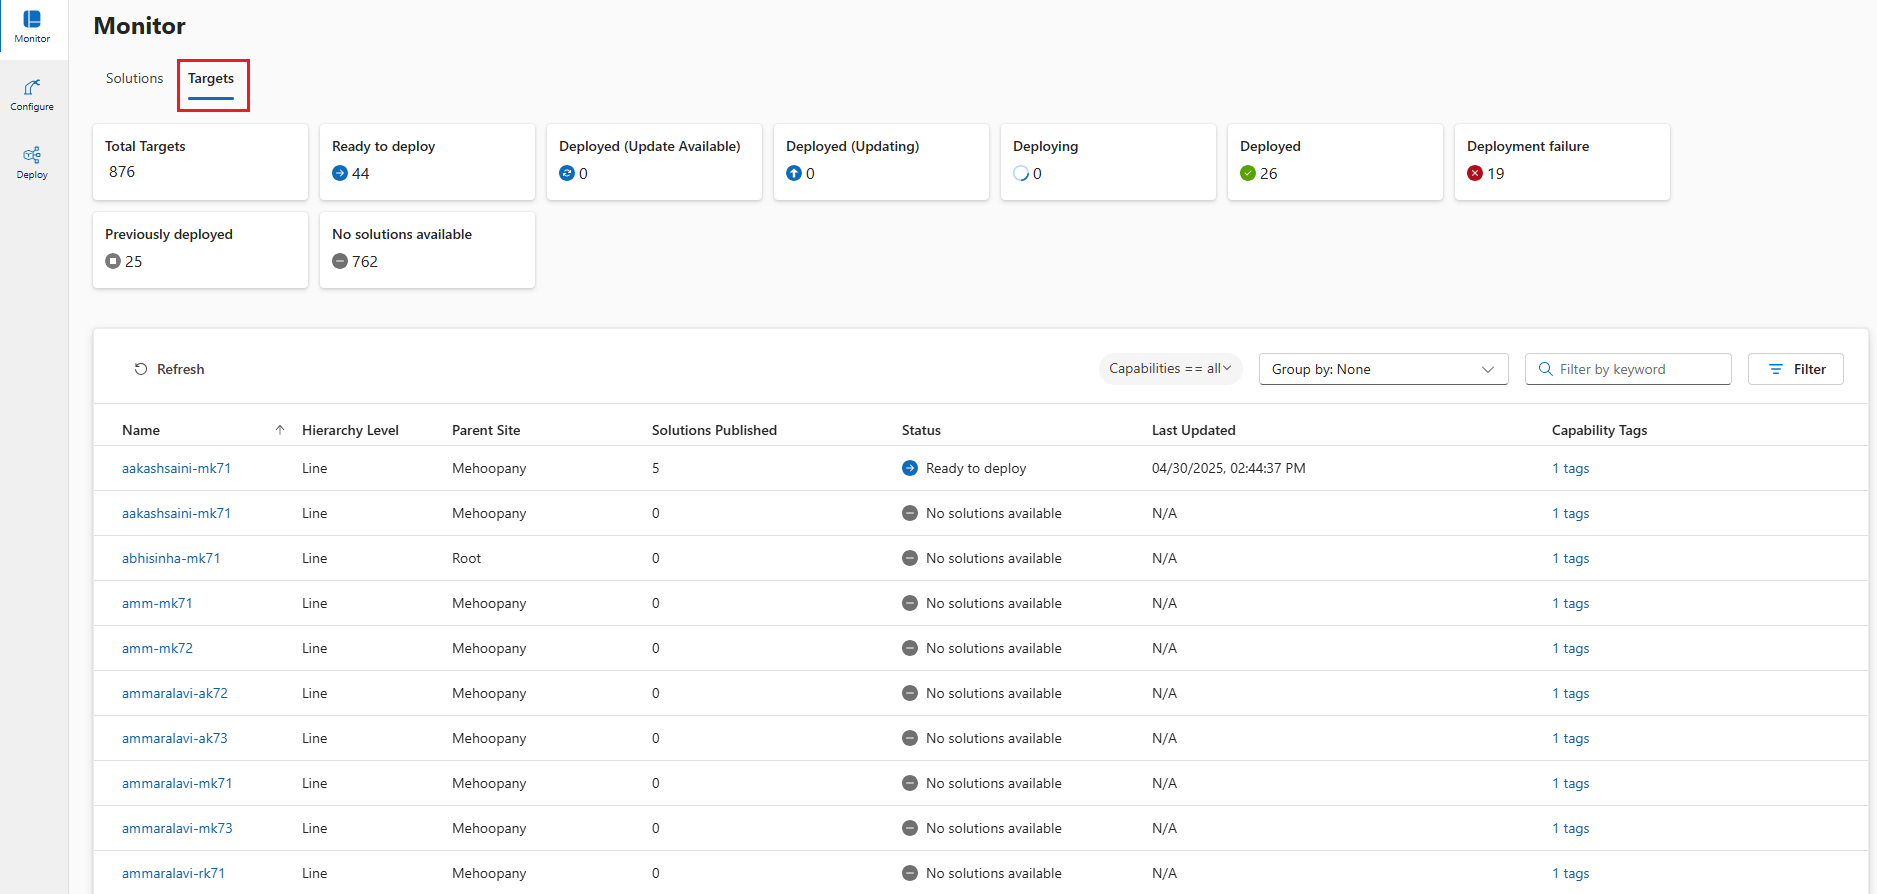 Monitor
Configure
Deploy
Monitor
Solutions
Targets
Total Targets
876
Ready to deploy
44
Deployed (Update Available)
0
Deployed (Updating)
0
Deploying
0
Deployed
26
Deployment failure
19
Previously deployed
25
No solutions available
762
Refresh
Capabilities == all
Group by: None
Filter by keyword
Filter
Name Hierarchy Level Parent Site Solutions Published Status Last Updated Capability Tags
aakashsaini-mk71 Line Mehoopany 5 Ready to deploy 04/30/2025, 02:44:37 PM 1 tags
aakashsaini-mk71 Line Mehoopany 0 No solutions available N/A 1 tags
abhisinha-mk71 Line Root 0 No solutions available N/A 1 tags
amm-mk71 Line Mehoopany 0 No solutions available N/A 1 tags
amm-mk72 Line Mehoopany 0 No solutions available N/A 1 tags
ammaralavi-ak72 Line Mehoopany 0 No solutions available N/A 1 tags
ammaralavi-ak73 Line Mehoopany 0 No solutions available N/A 1 tags
ammaralavi-mk71 Line Mehoopany 0 No solutions available N/A 1 tags
ammaralavi-mk73 Line Mehoopany 0 No solutions available N/A 1 tags
ammaralavi-rk71 Line Mehoopany 0 No solutions available N/A 1 tags